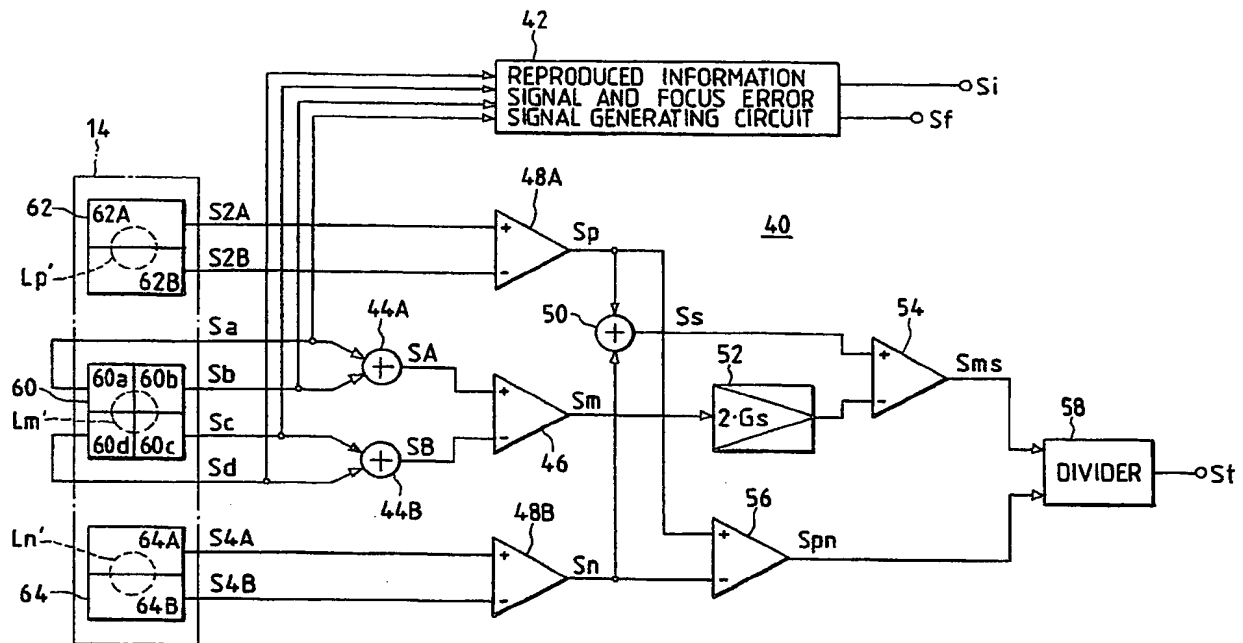 42
REPRODUCED INFORMATION
SIGNAL AND FOCUS ERROR
SIGNAL GENERATING CIRCUIT
Si
Sf
14
62
62A
62B
Lp'
S2A
S2B
48A
Sp
40
50
Ss
54
Sms
Sa
Sb
Sc
Sd
44A
SA
SB
44B
60
60a
60b
60d
60c
Lm'
46
Sm
52
2·Gs
58
DIVIDER
St
Ln'
64
64A
64B
S4A
S4B
48B
Sn
56
Spn
+
-
+
+
-
+
+
-
+
-
+
-
+